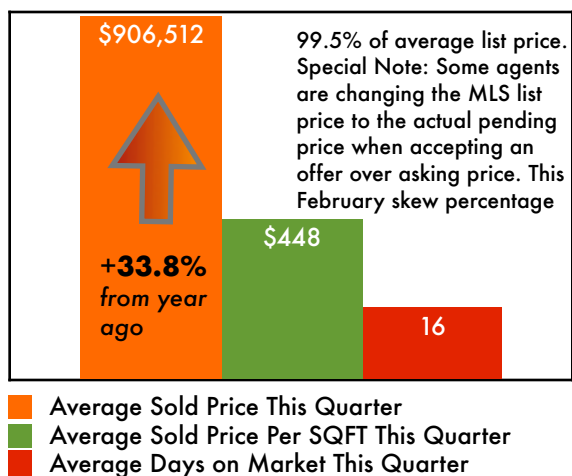 $906,512
99.5% of average list price.
Special Note: Some agents
are changing the MLS list
price to the actual pending
price when accepting an
offer over asking price. This
February skew percentage
+33.8%
from year
ago
$448
16
Average Sold Price This Quarter
Average Sold Price Per SQFT This Quarter
Average Days on Market This Quarter